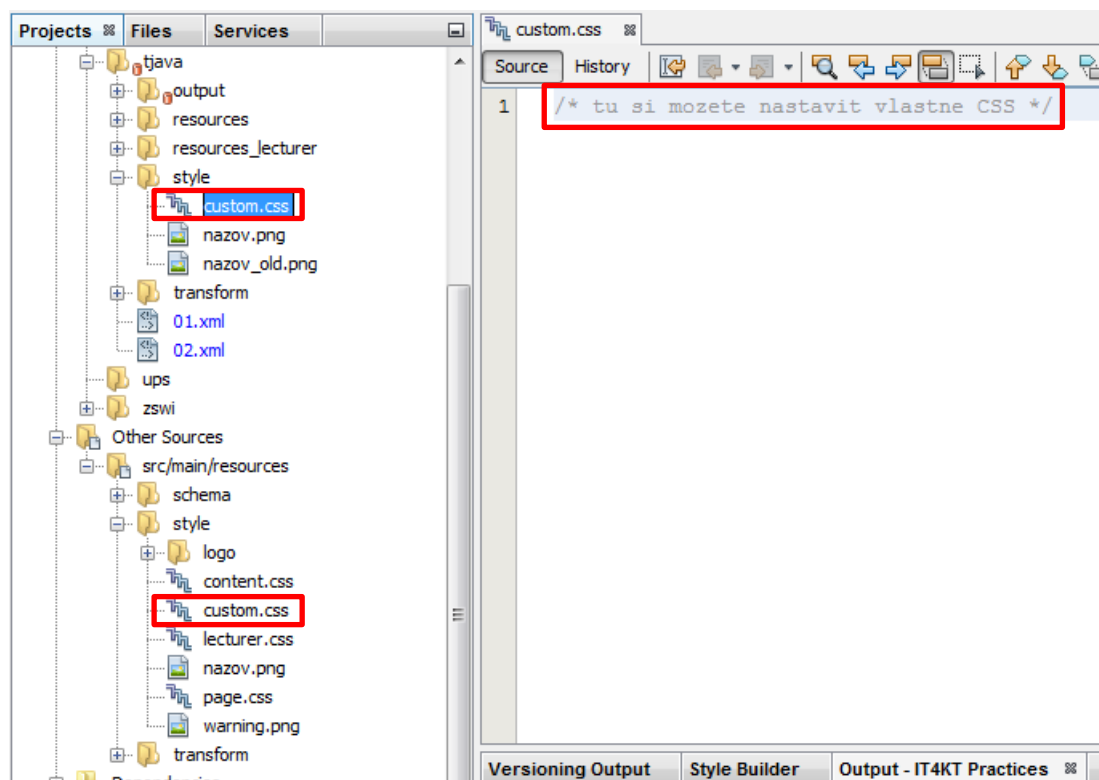 Projects Files Services
tjava
output
resources
resources_lecturer
style
custom.css
nazov.png
nazov_old.png
transform
01.xml
02.xml
ups
zswi
Other Sources
src/main/resources
schema
style
logo
content.css
custom.css
lecturer.css
nazov.png
page.css
warning.png
transform
custom.css
Source History
1 /* tu si mozete nastavit vlastne CSS */
Versioning Output Style Builder Output - IT4KT Practices